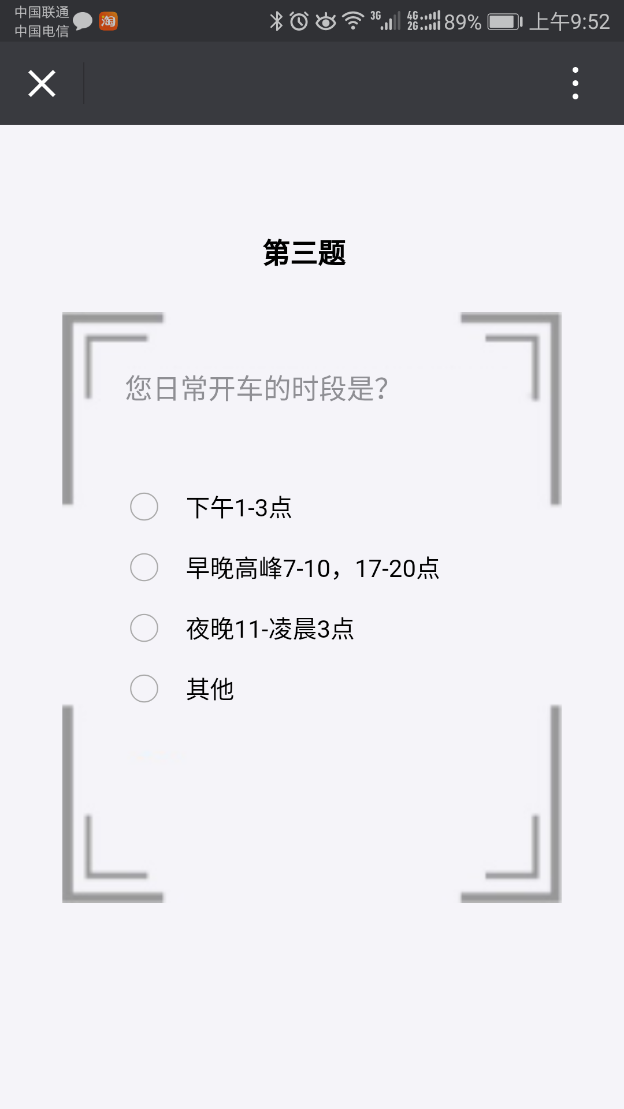 中国联通
中国电信
淘
3G
4G
2G
89%
上午9:52
第三题
您日常开车的时段是?
下午1-3点
早晚高峰7-10，17-20点
夜晚11-凌晨3点
其他